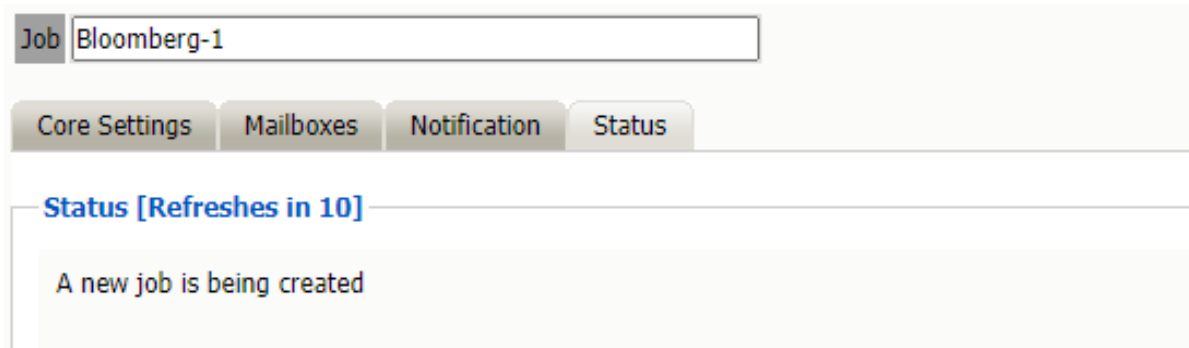 Job Bloomberg-1
Core Settings Mailboxes Notification Status
Status [Refreshes in 10]
A new job is being created